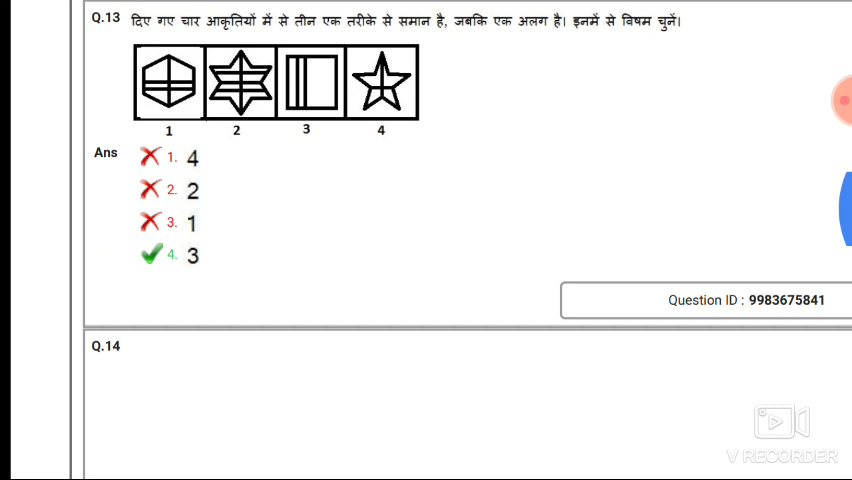 Q.13 दिए गए चार आकृतियों में से तीन एक तरीके से समान है, जबकि एक अलग है। इनमें से विषम चुनें।
1 2 3 4
Ans 1. 4
2. 2
3. 1
4. 3
Question ID : 9983675841
Q.14
V RECORDER